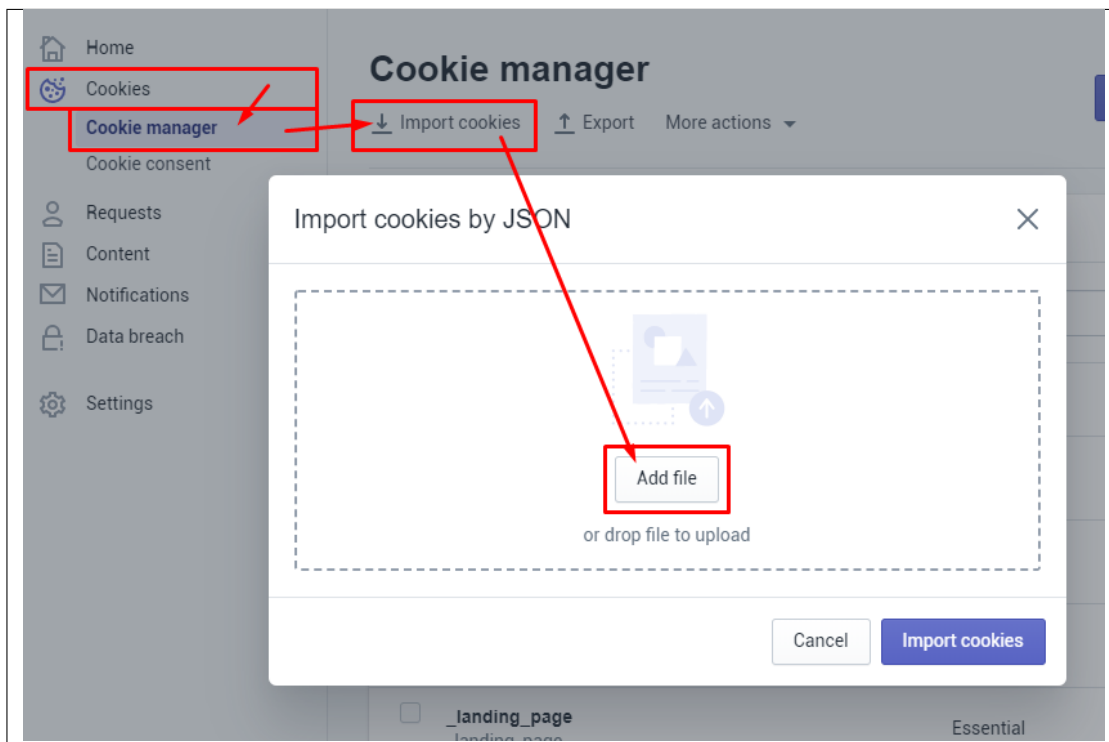 Home
Cookies
Cookie manager
Cookie consent
Requests
Content
Notifications
Data breach
Settings
Cookie manager
Import cookies
Export
More actions
Import cookies by JSON
Add file
or drop file to upload
Cancel
Import cookies
_landing_page
_landing_page
Essential